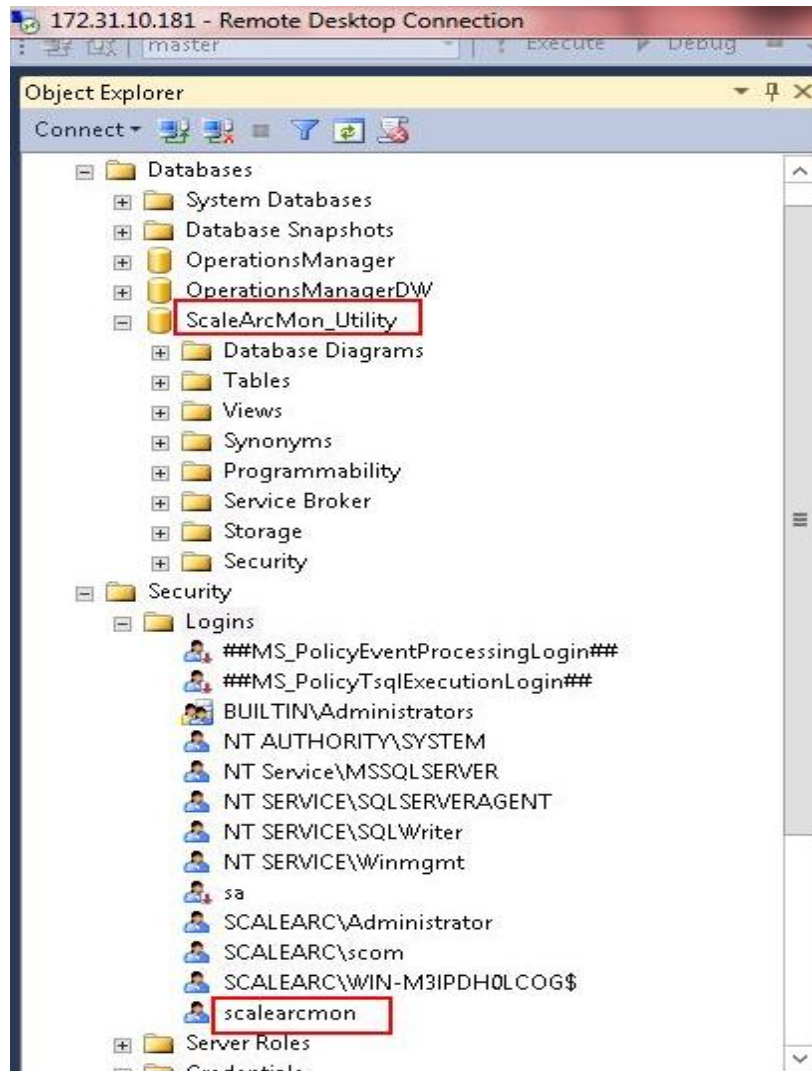 172.31.10.181 - Remote Desktop Connection
master Execute Debug
Object Explorer
Connect
Databases
System Databases
Database Snapshots
OperationsManager
OperationsManagerDW
ScaleArcMon_Utility
Database Diagrams
Tables
Views
Synonyms
Programmability
Service Broker
Storage
Security
Security
Logins
##MS_PolicyEventProcessingLogin##
##MS_PolicyTsqlExecutionLogin##
BUILTIN\Administrators
NT AUTHORITY\SYSTEM
NT Service\MSSQLSERVER
NT SERVICE\SQLSERVERAGENT
NT SERVICE\SQLWriter
NT SERVICE\Winmgmt
sa
SCALEARC\Administrator
SCALEARC\scom
SCALEARC\WIN-M3IPDH0LCOG$
scalearcmon
Server Roles
Credentials